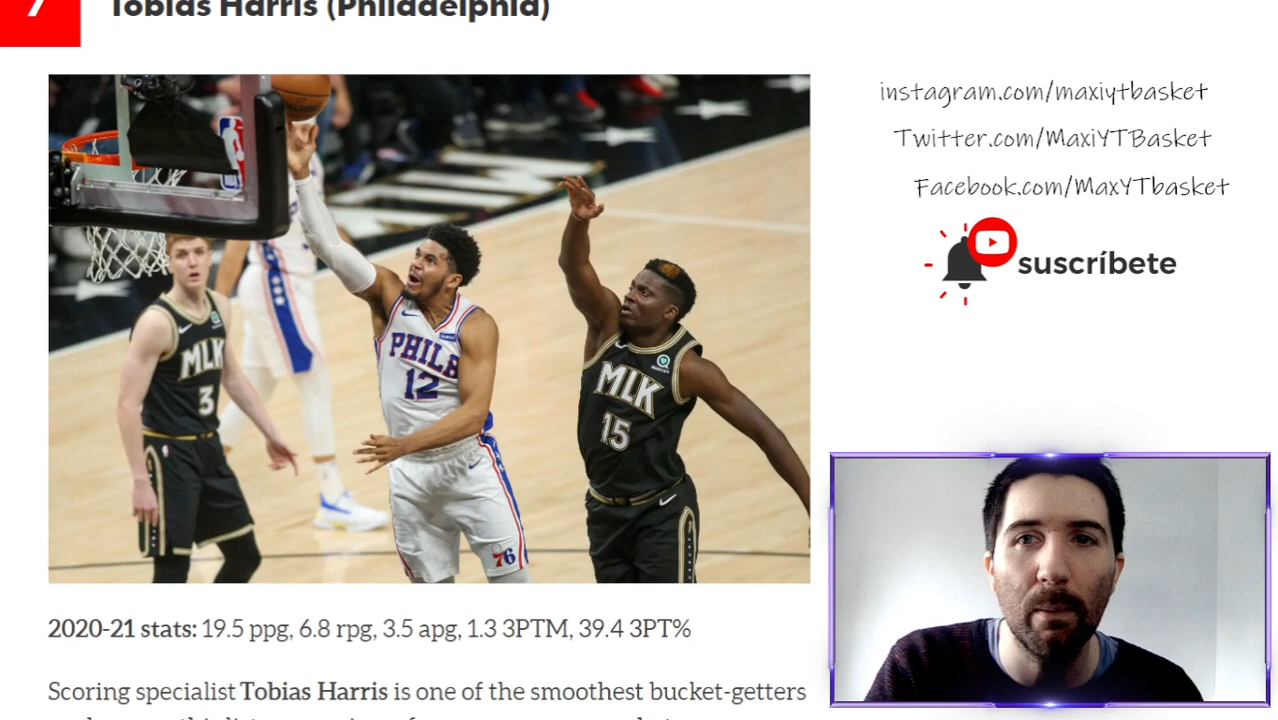 7
Tobias Harris (Philadelphia)
instagram.com/maxiytbasket
Twitter.com/MaxiYTBasket
Facebook.com/MaxYTbasket
suscríbete
MLK
3
PHILA
12
MLK
15
76
2020-21 stats: 19.5 ppg, 6.8 rpg, 3.5 apg, 1.3 3PTM, 39.4 3PT%
Scoring specialist Tobias Harris is one of the smoothest bucket-getters